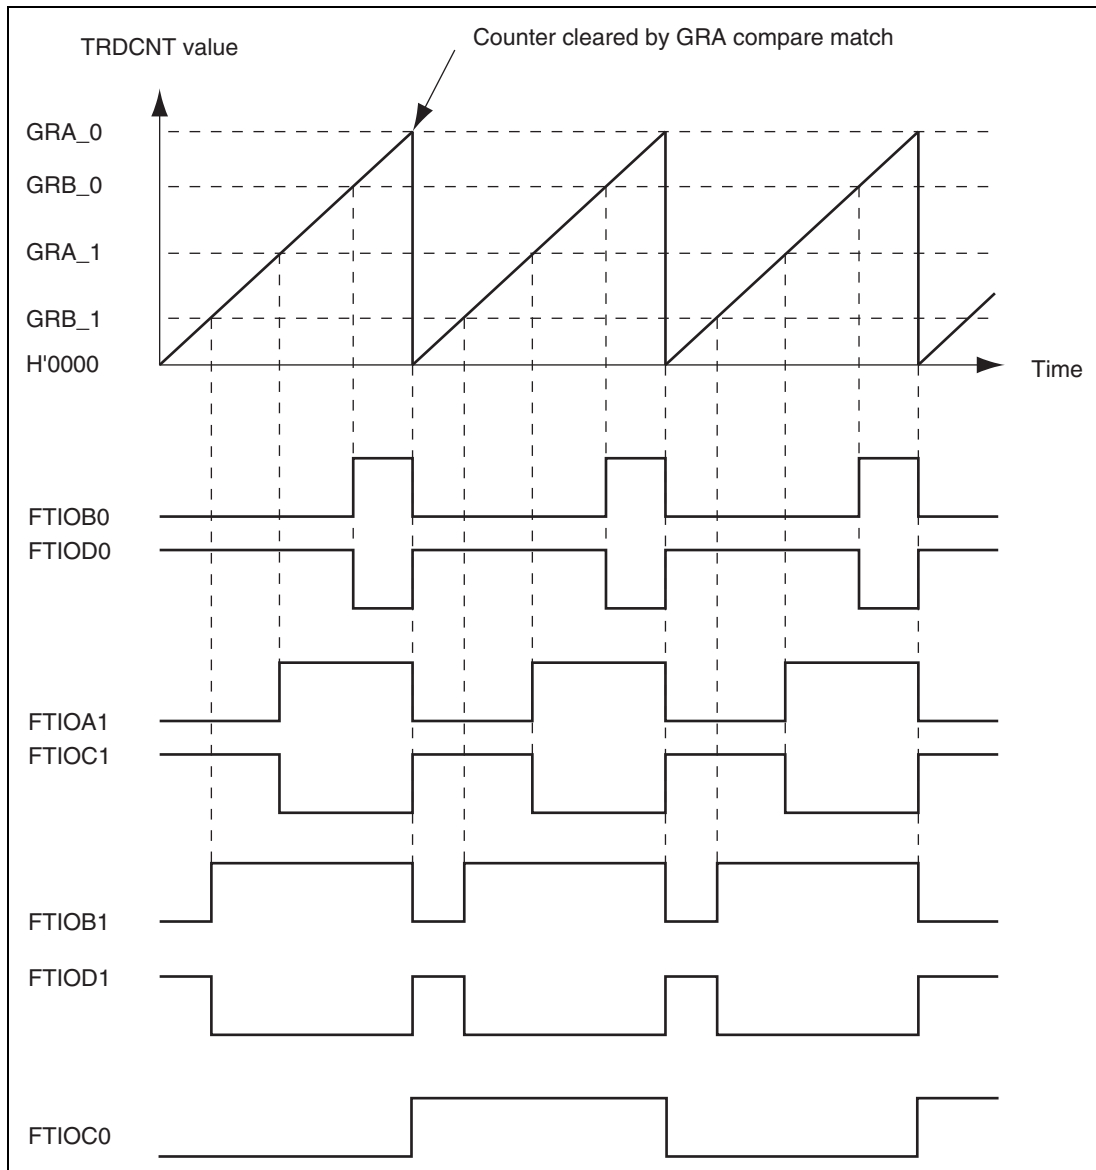 Counter cleared by GRA compare match
TRDCNT value
GRA_0
GRB_0
GRA_1
GRB_1
H'0000
Time
FTIOB0
FTIOD0
FTIOA1
FTIOC1
FTIOB1
FTIOD1
FTIOC0